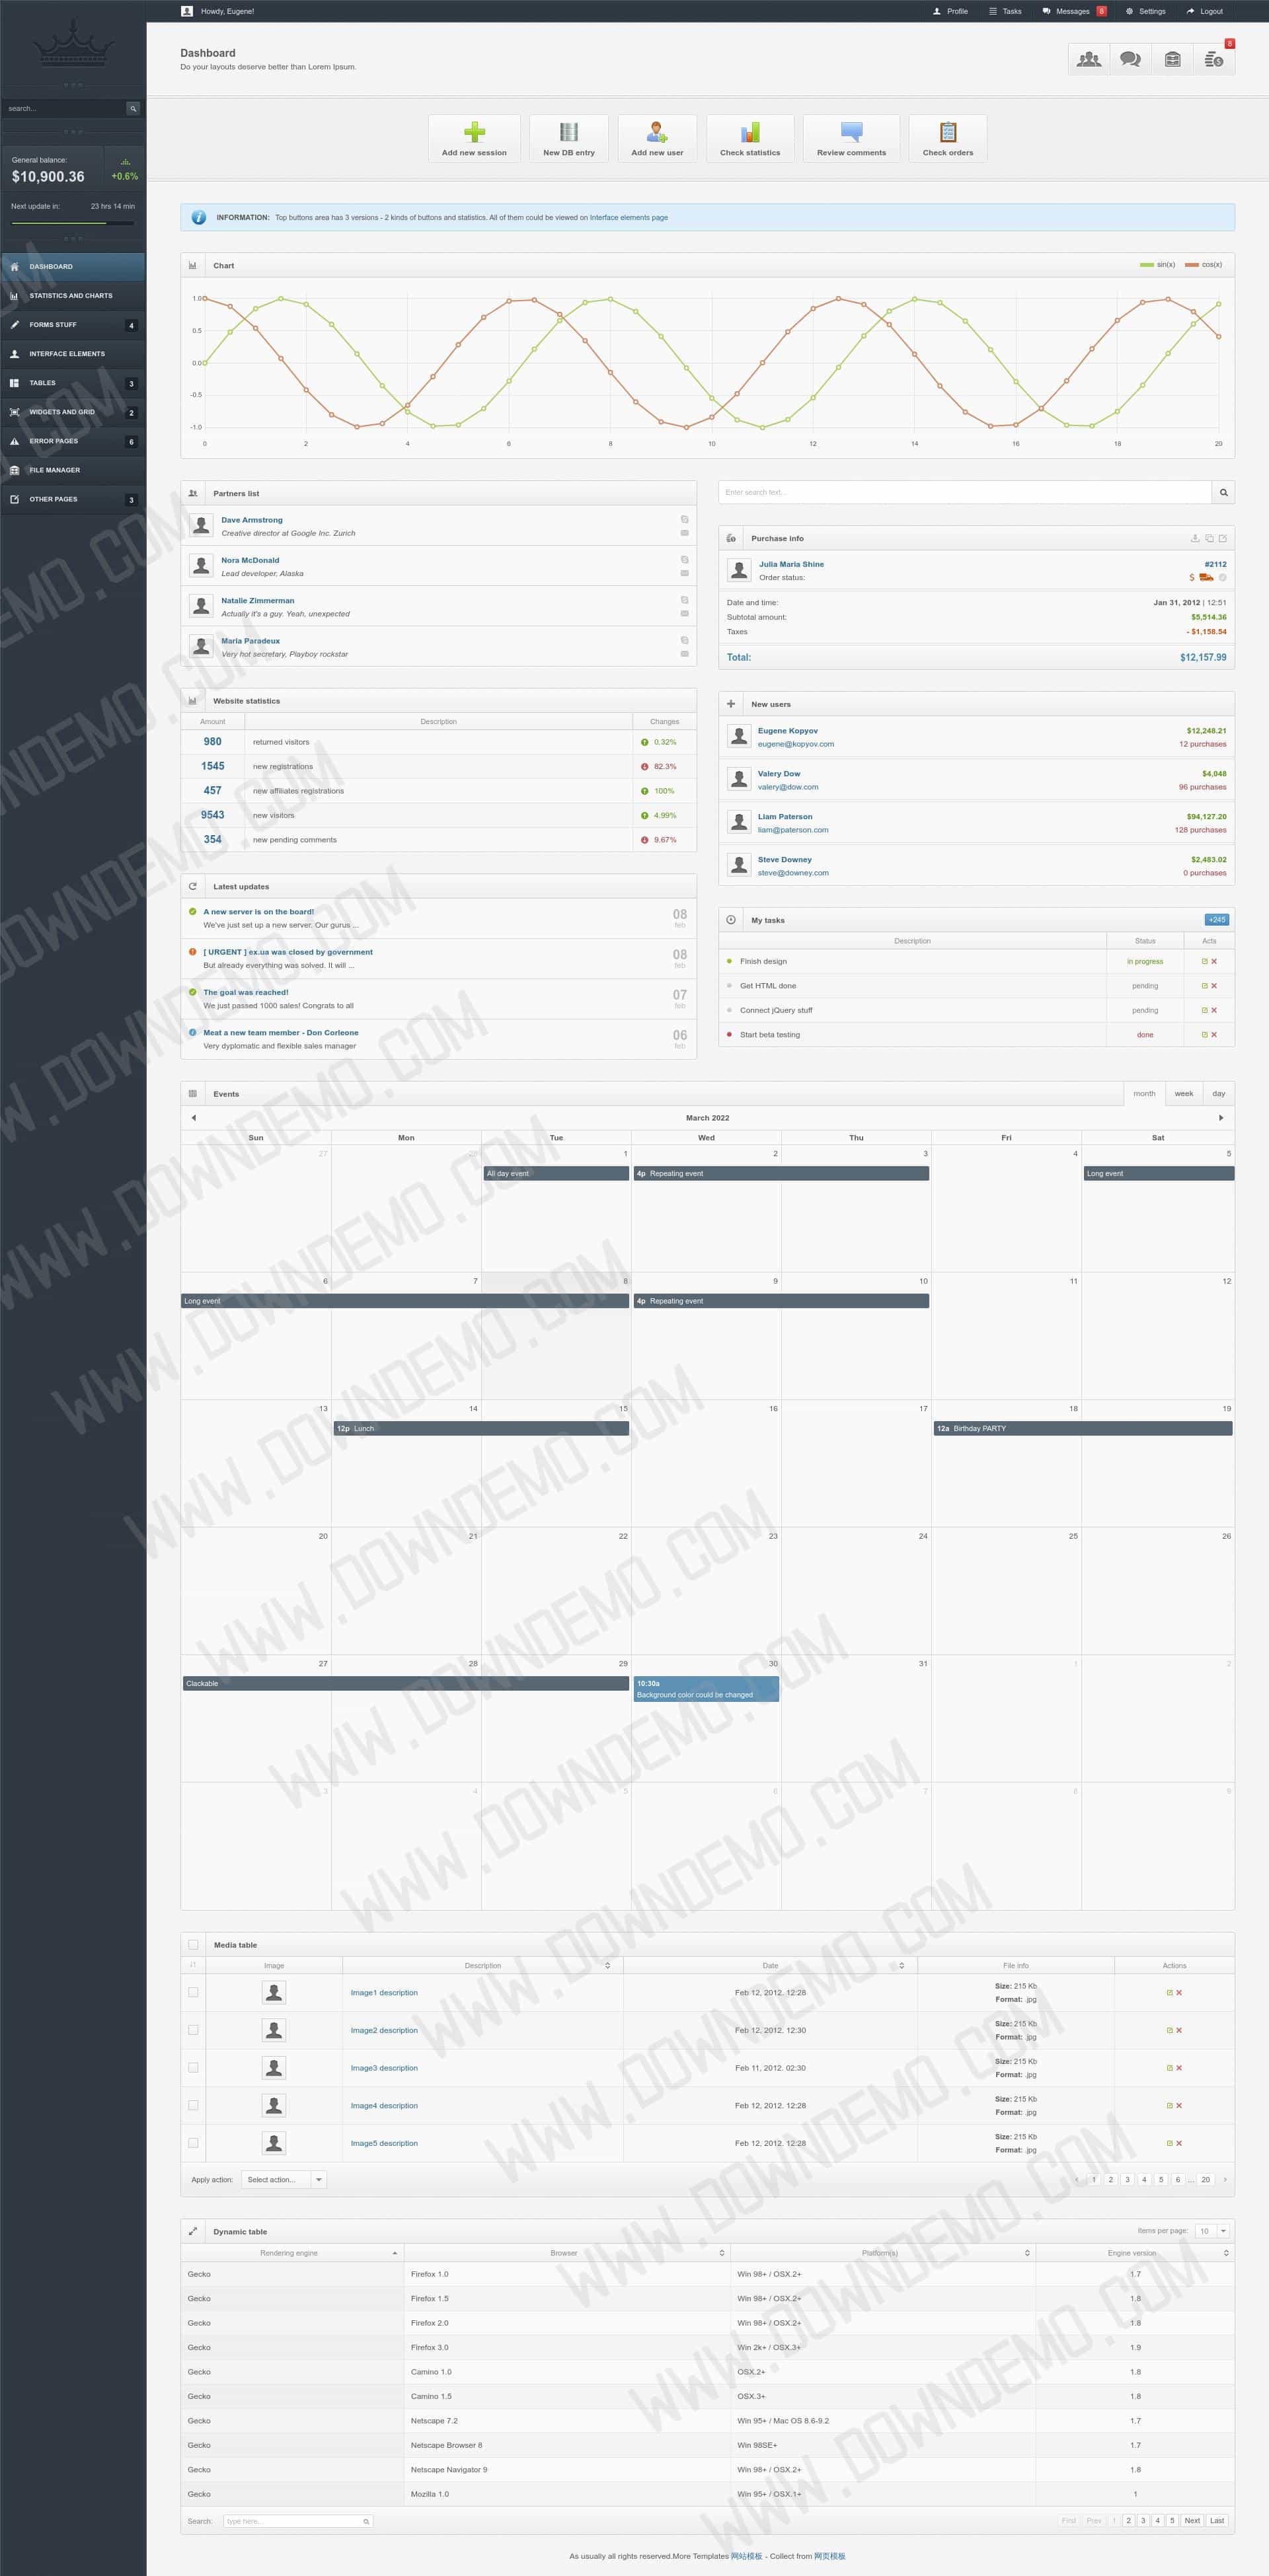 Howdy, Eugene!
Profile
Tasks
Messages 8
Settings
Logout
search...
General balance:
$10,900.36
+0.6%
Next update in: 23 hrs 14 min
DASHBOARD
STATISTICS AND CHARTS
FORMS STUFF 4
INTERFACE ELEMENTS
TABLES 3
WIDGETS AND GRID 2
ERROR PAGES 6
FILE MANAGER
OTHER PAGES 3
Dashboard
Do your layouts deserve better than Lorem Ipsum.
8
Add new session
New DB entry
Add new user
Check statistics
Review comments
Check orders
INFORMATION: Top buttons area has 3 versions - 2 kinds of buttons and statistics. All of them could be viewed on Interface elements page
Chart
sin(x) cos(x)
1.0
0.5
0.0
-0.5
-1.0
0 2 4 6 8 10 12 14 16 18 20
Partners list
Dave Armstrong
Creative director at Google Inc. Zurich
Nora McDonald
Lead developer, Alaska
Natalie Zimmerman
Actually it's a guy. Yeah, unexpected
Maria Paradeux
Very hot secretary, Playboy rockstar
Website statistics
Amount Description Changes
980 returned visitors 0.32%
1545 new registrations 82.3%
457 new affiliates registrations 100%
9543 new visitors 4.99%
354 new pending comments 9.67%
Latest updates
A new server is on the board! 08
We've just set up a new server. Our gurus ... feb
[ URGENT ] ex.ua was closed by government 08
But already everything was solved. It will ... feb
The goal was reached! 07
We just passed 1000 sales! Congrats to all feb
Meat a new team member - Don Corleone 06
Very dyplomatic and flexible sales manager feb
Enter search text...
Purchase info
Julia Maria Shine #2112
Order status: $
Date and time: Jan 31, 2012 | 12:51
Subtotal amount: $5,514.36
Taxes - $1,158.54
Total: $12,157.99
New users
Eugene Kopyov $12,248.21
eugene@kopyov.com 12 purchases
Valery Dow $4,048
valery@dow.com 96 purchases
Liam Paterson $94,127.20
liam@paterson.com 128 purchases
Steve Downey $2,483.02
steve@downey.com 0 purchases
My tasks +245
Description Status Acts
Finish design in progress
Get HTML done pending
Connect jQuery stuff pending
Start beta testing done
Events month week day
March 2022
Sun Mon Tue Wed Thu Fri Sat
27 28 1 2 3 4 5
All day event 4p Repeating event Long event
6 7 8 9 10 11 12
Long event 4p Repeating event
13 14 15 16 17 18 19
12p Lunch 12a Birthday PARTY
20 21 22 23 24 25 26
27 28 29 30 31 1 2
Clackable 10:30a
Background color could be changed
3 4 5 6 7 8 9
Media table
Image Description Date File info Actions
Image1 description Feb 12, 2012. 12:28 Size: 215 Kb
Format: .jpg
Image2 description Feb 12, 2012. 12:30 Size: 215 Kb
Format: .jpg
Image3 description Feb 11, 2012. 02:30 Size: 215 Kb
Format: .jpg
Image4 description Feb 12, 2012. 12:28 Size: 215 Kb
Format: .jpg
Image5 description Feb 12, 2012. 12:28 Size: 215 Kb
Format: .jpg
Apply action: Select action... 1 2 3 4 5 6 ... 20
Dynamic table Items per page: 10
Rendering engine Browser Platform(s) Engine version
Gecko Firefox 1.0 Win 98+ / OSX.2+ 1.7
Gecko Firefox 1.5 Win 98+ / OSX.2+ 1.8
Gecko Firefox 2.0 Win 98+ / OSX.2+ 1.8
Gecko Firefox 3.0 Win 2k+ / OSX.3+ 1.9
Gecko Camino 1.0 OSX.2+ 1.8
Gecko Camino 1.5 OSX.3+ 1.8
Gecko Netscape 7.2 Win 95+ / Mac OS 8.6-9.2 1.7
Gecko Netscape Browser 8 Win 98SE+ 1.7
Gecko Netscape Navigator 9 Win 98+ / OSX.2+ 1.8
Gecko Mozilla 1.0 Win 95+ / OSX.1+ 1
Search: type here... First Prev 1 2 3 4 5 Next Last
As usually all rights reserved.More Templates 网站模板 - Collect from 网页模板
WWW.DOWNDEMO.COM